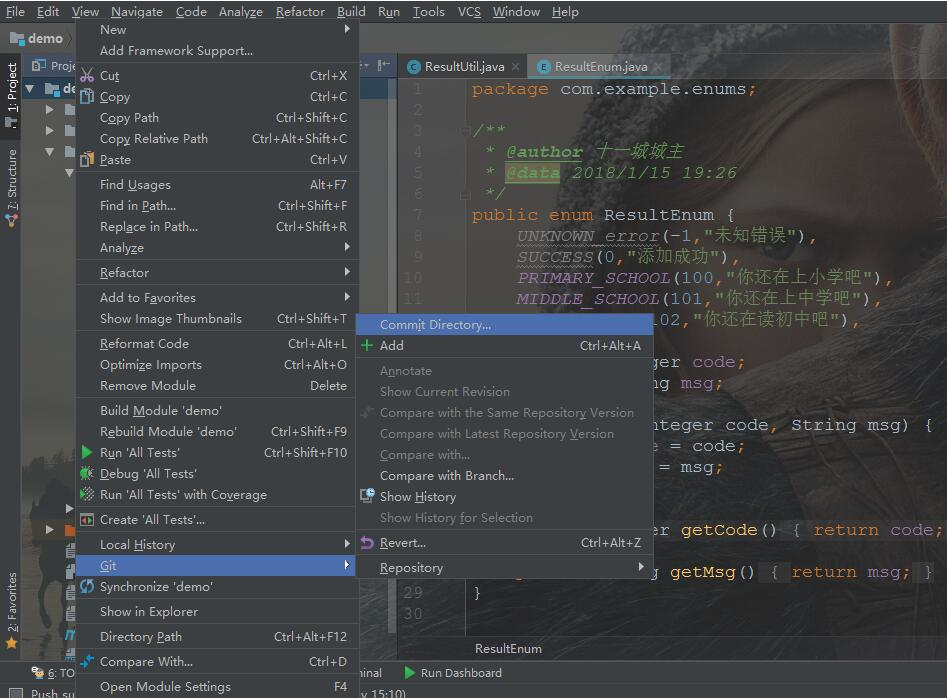 File Edit View Navigate Code Analyze Refactor Build Run Tools VCS Window Help
demo
1: Project
7: Structure
2: Favorites
Proje
de
New
Add Framework Support...
Cut Ctrl+X
Copy Ctrl+C
Copy Path Ctrl+Shift+C
Copy Relative Path Ctrl+Alt+Shift+C
Paste Ctrl+V
Find Usages Alt+F7
Find in Path... Ctrl+Shift+F
Replace in Path... Ctrl+Shift+R
Analyze
Refactor
Add to Favorites
Show Image Thumbnails Ctrl+Shift+T
Reformat Code Ctrl+Alt+L
Optimize Imports Ctrl+Alt+O
Remove Module Delete
Build Module 'demo'
Rebuild Module 'demo' Ctrl+Shift+F9
Run 'All Tests' Ctrl+Shift+F10
Debug 'All Tests'
Run 'All Tests' with Coverage
Create 'All Tests'...
Local History
Git
Synchronize 'demo'
Show in Explorer
Directory Path Ctrl+Alt+F12
Compare With... Ctrl+D
Open Module Settings F4
Commit Directory...
Add Ctrl+Alt+A
Annotate
Show Current Revision
Compare with the Same Repository Version
Compare with Latest Repository Version
Compare with...
Compare with Branch...
Show History
Show History for Selection
Revert... Ctrl+Alt+Z
Repository
ResultUtil.java ResultEnum.java
1 package com.example.enums;
2
3 /**
4 * @author 十一城城主
5 * @data 2018/1/15 19:26
6 */
7 public enum ResultEnum {
8 UNKNOWN_error(-1,"未知错误"),
9 SUCCESS(0,"添加成功"),
10 PRIMARY_SCHOOL(100,"你还在上小学吧"),
11 MIDDLE_SCHOOL(101,"你还在上中学吧"),
102,"你还在读初中吧"),
ger code;
ng msg;
nteger code, String msg) {
e = code;
= msg;
er getCode() { return code;
g getMsg() { return msg; }
29 }
30
ResultEnum
6: TO
minal Run Dashboard
Push su
y 15:10)